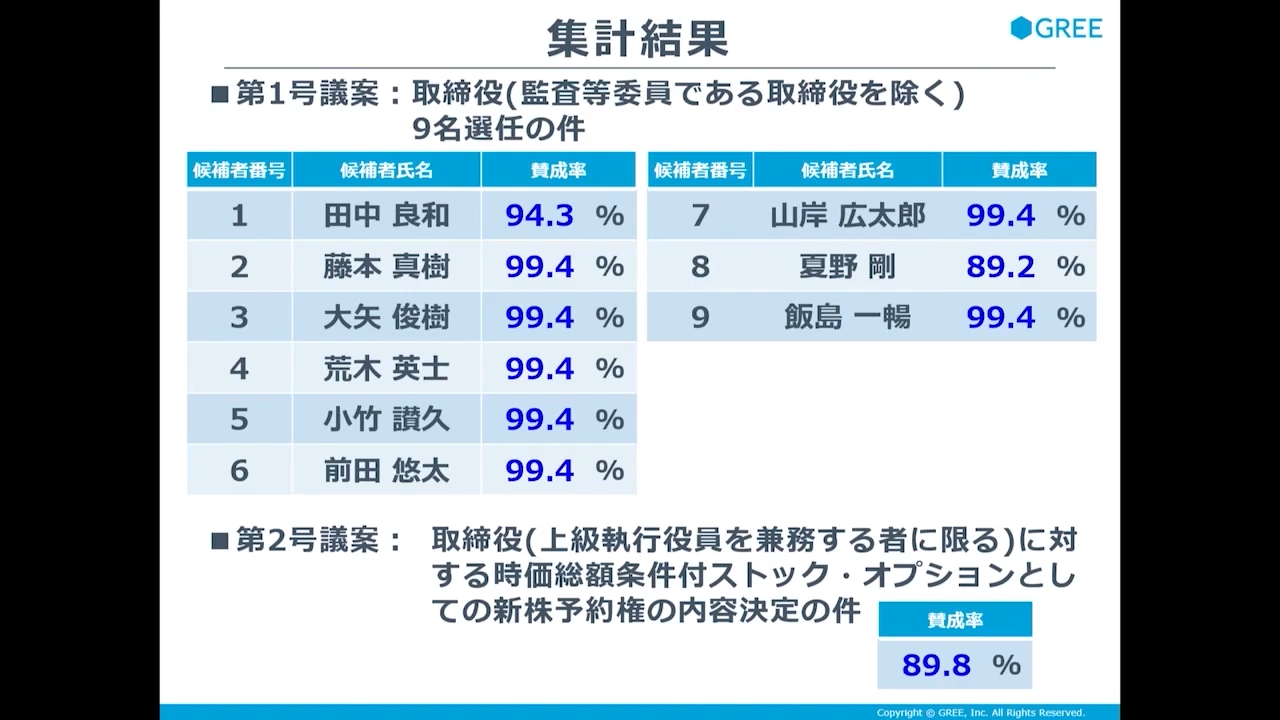 集計結果
GREE
■第1号議案：取締役(監査等委員である取締役を除く)
9名選任の件
候補者番号 候補者氏名 賛成率
1 田中 良和 94.3 %
2 藤本 真樹 99.4 %
3 大矢 俊樹 99.4 %
4 荒木 英士 99.4 %
5 小竹 讃久 99.4 %
6 前田 悠太 99.4 %
候補者番号 候補者氏名 賛成率
7 山岸 広太郎 99.4 %
8 夏野 剛 89.2 %
9 飯島 一暢 99.4 %
■第2号議案： 取締役(上級執行役員を兼務する者に限る)に対
する時価総額条件付ストック・オプションとし
ての新株予約権の内容決定の件
賛成率
89.8 %
Copyright © GREE, Inc. All Rights Reserved.